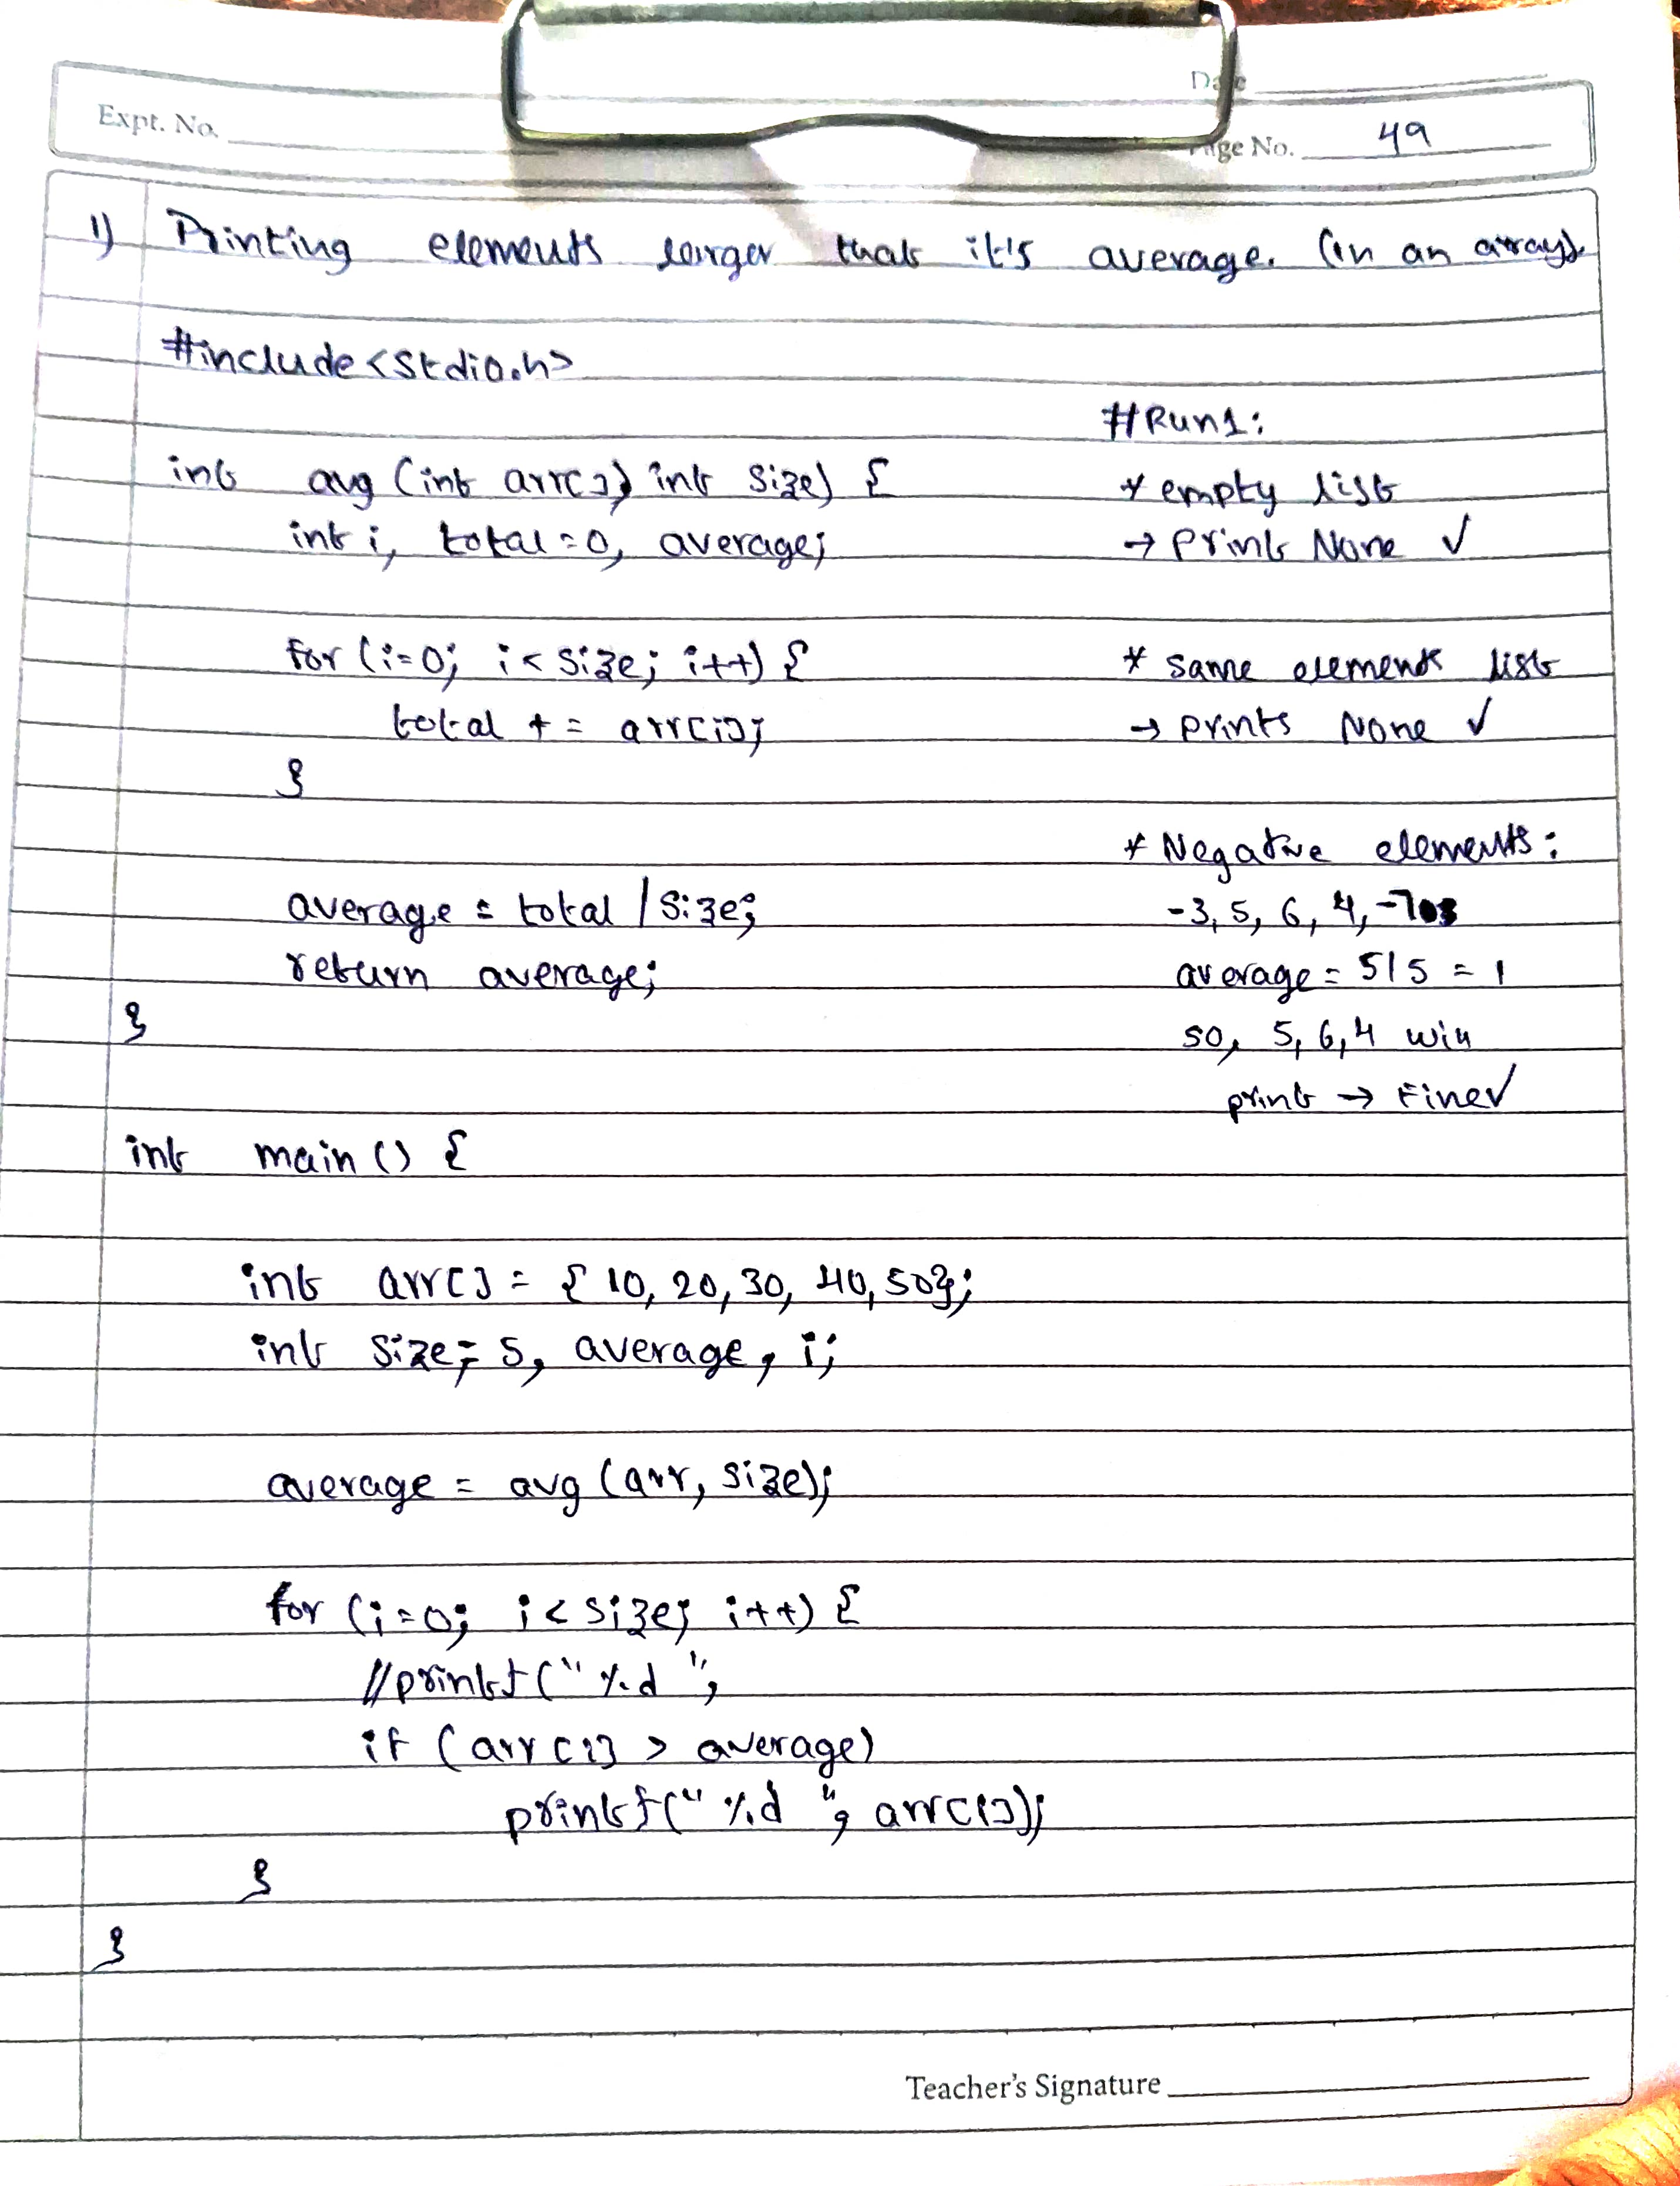 Date
Expt. No.
Page No. 49
1) Printing elements larger that it's average. (in an array)
#include<stdio.h>
int avg (int arr[], int size) {
int i, total=0, average;
for (i=0; i<size; i++) {
total += arr[i];
}
average = total / size;
return average;
}
int main () {
int arr[] = { 10, 20, 30, 40, 50};
int size = 5, average, i;
average = avg (arr, size);
for (i=0; i<size; i++) {
//printf(" %d ",
if (arr[i] > average)
printf(" %d ", arr[i]);
}
}
#Run1:
* empty list
→ Print None ✓
* same element list
→ prints None ✓
* Negative elements:
-3, 5, 6, 4, -7
average = 5/5 = 1
so, 5, 6, 4 win
print → Fine✓
Teacher's Signature